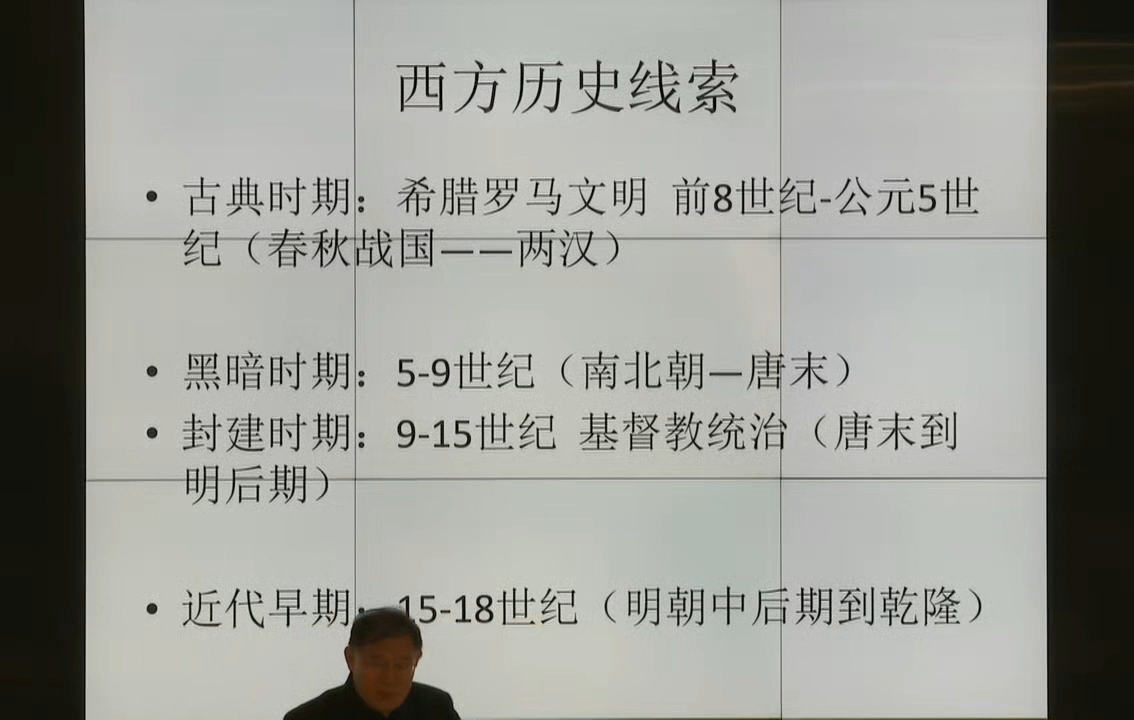 西方历史线索
• 古典时期：希腊罗马文明 前8世纪-公元5世
纪（春秋战国——两汉）
• 黑暗时期：5-9世纪（南北朝—唐末）
• 封建时期：9-15世纪 基督教统治（唐末到
明后期）
• 近代早期：15-18世纪（明朝中后期到乾隆）